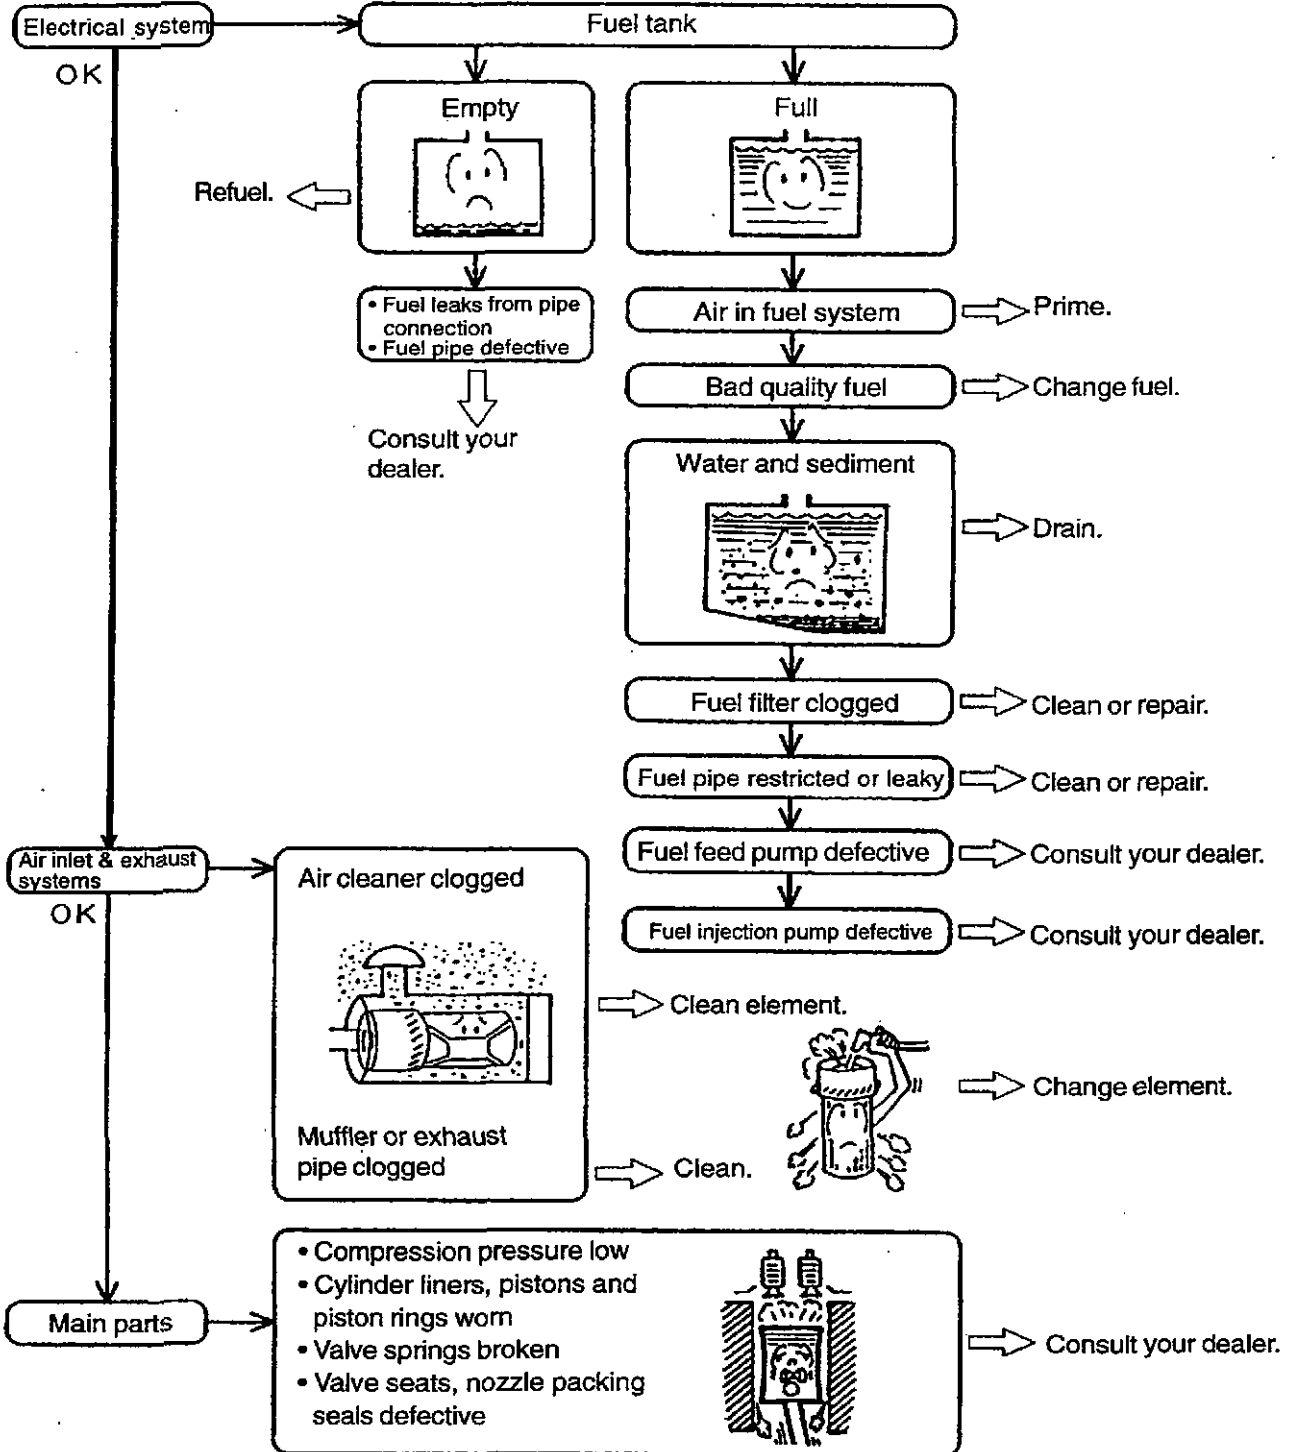 Electrical system
Fuel tank
OK
Empty
Full
Refuel.
• Fuel leaks from pipe
connection
• Fuel pipe defective
Consult your
dealer.
Air in fuel system
Prime.
Bad quality fuel
Change fuel.
Water and sediment
Drain.
Fuel filter clogged
Clean or repair.
Fuel pipe restricted or leaky
Clean or repair.
Fuel feed pump defective
Consult your dealer.
Fuel injection pump defective
Consult your dealer.
Air inlet & exhaust
systems
OK
Air cleaner clogged
Clean element.
Change element.
Muffler or exhaust
pipe clogged
Clean.
Main parts
• Compression pressure low
• Cylinder liners, pistons and
piston rings worn
• Valve springs broken
• Valve seats, nozzle packing
seals defective
Consult your dealer.